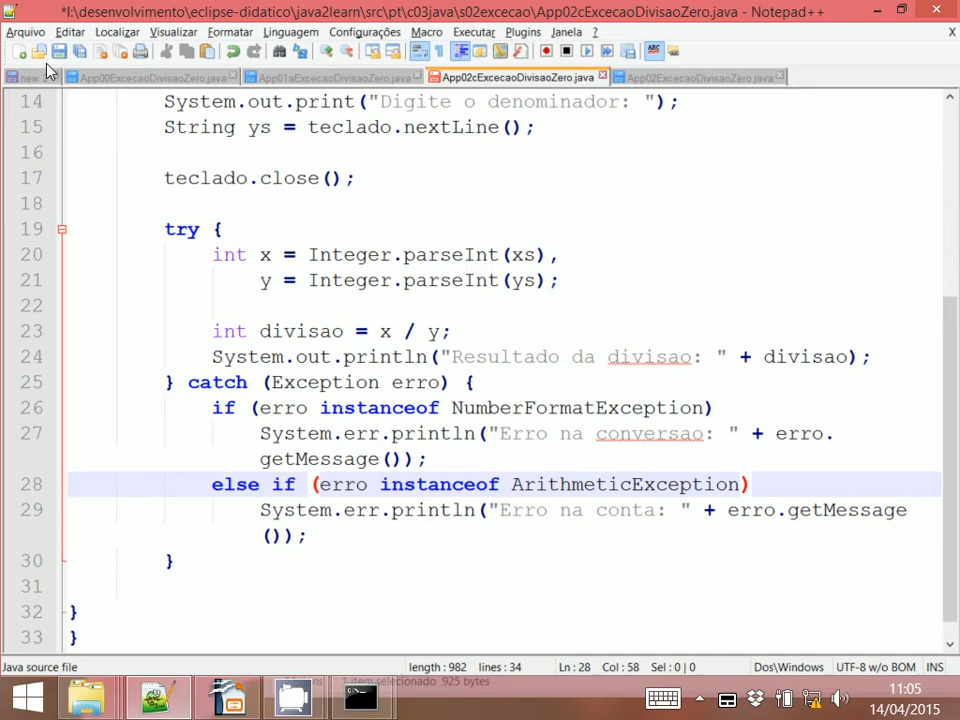 *I:\desenvolvimento\eclipse-didatico\java2learn\src\pt\c03java\s02excecao\App02cExcecaoDivisaoZero.java - Notepad++
Arquivo Editar Localizar Visualizar Formatar Linguagem Configurações Macro Executar Plugins Janela ? X
new App00ExcecaoDivisaoZero.java App01aExcecaoDivisaoZero.java App02cExcecaoDivisaoZero.java App02ExcecaoDivisaoZero.java
14 System.out.print("Digite o denominador: ");
15 String ys = teclado.nextLine();
16
17 teclado.close();
18
19 try {
20 int x = Integer.parseInt(xs),
21 y = Integer.parseInt(ys);
22
23 int divisao = x / y;
24 System.out.println("Resultado da divisao: " + divisao);
25 } catch (Exception erro) {
26 if (erro instanceof NumberFormatException)
27 System.err.println("Erro na conversao: " + erro.
getMessage());
28 else if (erro instanceof ArithmeticException)
29 System.err.println("Erro na conta: " + erro.getMessage
());
30 }
31
32 }
33 }
Java source file length : 982 lines : 34 Ln : 28 Col : 58 Sel : 0 | 0 Dos\Windows UTF-8 w/o BOM INS
1 item selecionado 925 bytes
11:05
14/04/2015